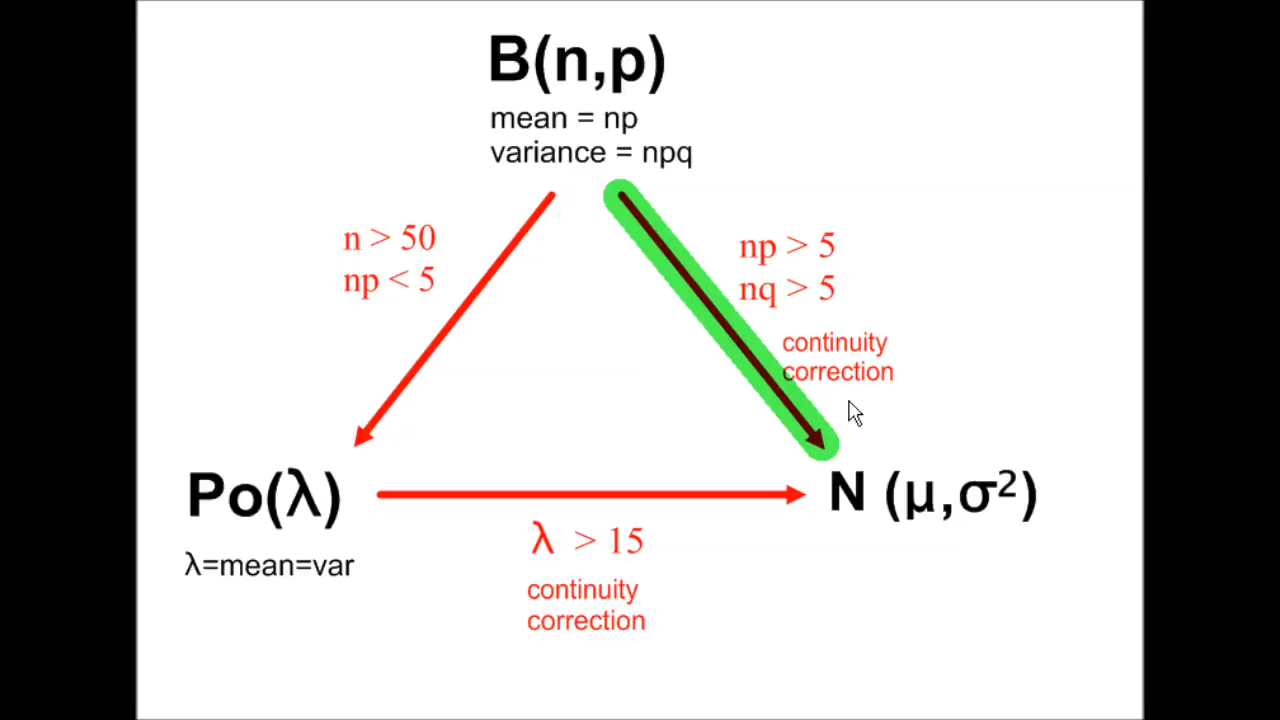 B(n,p)
mean = np
variance = npq
n > 50
np < 5
np > 5
nq > 5
continuity
correction
Po(λ)
λ=mean=var
λ > 15
continuity
correction
N (μ,σ²)